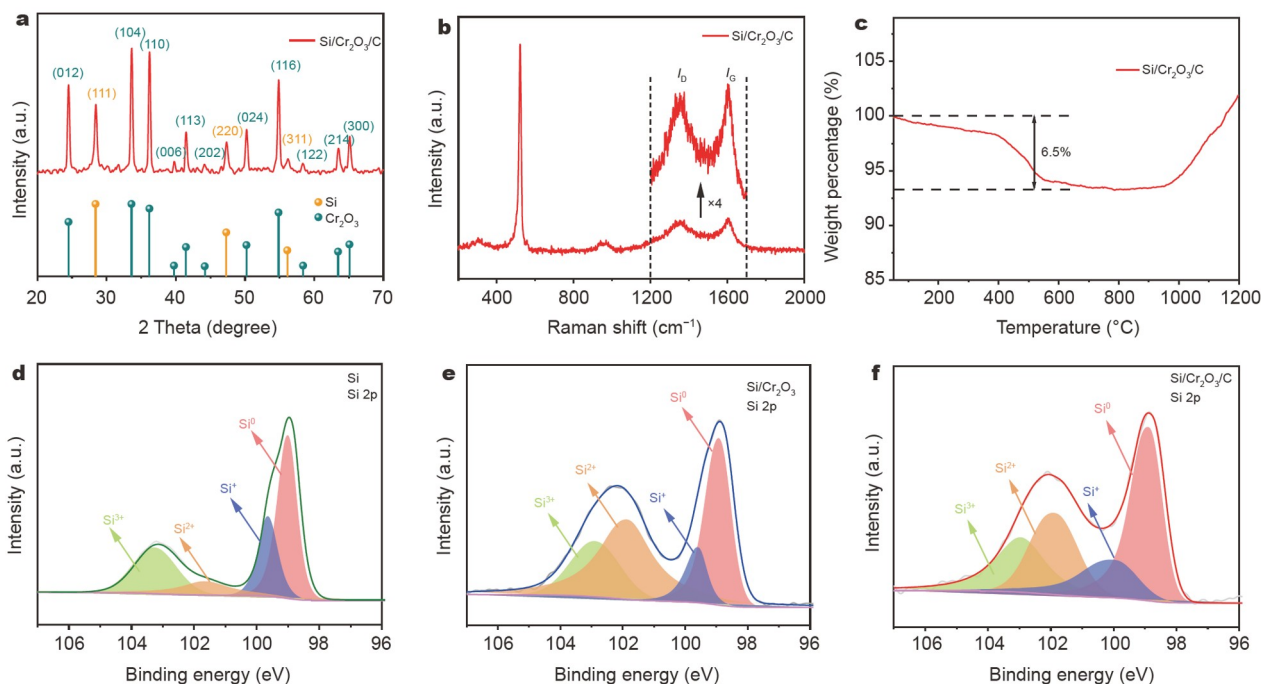 a
Si/Cr₂O₃/C
(012)
(111)
(104)
(110)
(006)
(113)
(202)
(220)
(024)
(116)
(311)
(122)
(214)
(300)
Si
Cr₂O₃
Intensity (a.u.)
20 30 40 50 60 70
2 Theta (degree)
b
Si/Cr₂O₃/C
I_D
I_G
×4
Intensity (a.u.)
400 800 1200 1600 2000
Raman shift (cm⁻¹)
c
Si/Cr₂O₃/C
6.5%
Weight percentage (%)
100
95
90
85
200 400 600 800 1000 1200
Temperature (°C)
d
Si
Si 2p
Si⁰
Si⁺
Si²⁺
Si³⁺
Intensity (a.u.)
106 104 102 100 98 96
Binding energy (eV)
e
Si/Cr₂O₃
Si 2p
Si⁰
Si²⁺
Si⁺
Si³⁺
Intensity (a.u.)
106 104 102 100 98 96
Binding energy (eV)
f
Si/Cr₂O₃/C
Si 2p
Si⁰
Si²⁺
Si⁺
Si³⁺
Intensity (a.u.)
106 104 102 100 98 96
Binding energy (eV)